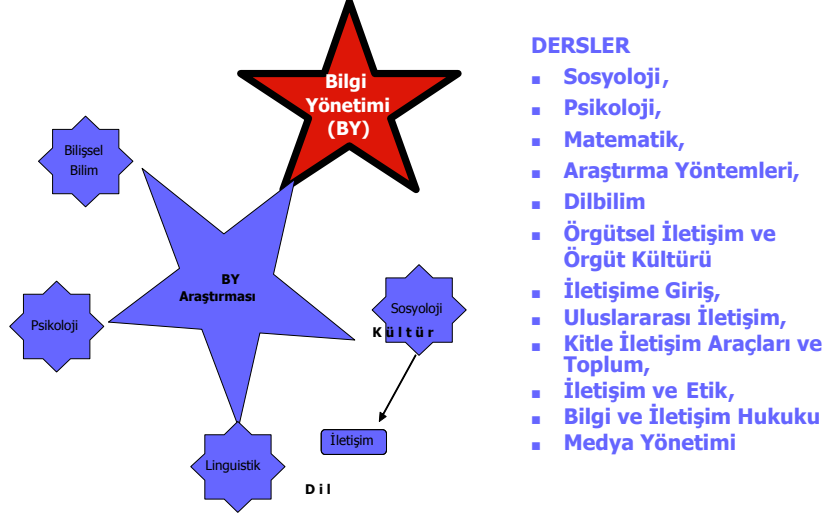 Bilgi
Yönetimi
(BY)
Bilişsel
Bilim
BY
Araştırması
Psikoloji
Sosyoloji
Kültür
İletişim
Linguistik
Dil
DERSLER
▪ Sosyoloji,
▪ Psikoloji,
▪ Matematik,
▪ Araştırma Yöntemleri,
▪ Dilbilim
▪ Örgütsel İletişim ve
Örgüt Kültürü
▪ İletişime Giriş,
▪ Uluslararası İletişim,
▪ Kitle İletişim Araçları ve
Toplum,
▪ İletişim ve Etik,
▪ Bilgi ve İletişim Hukuku
▪ Medya Yönetimi